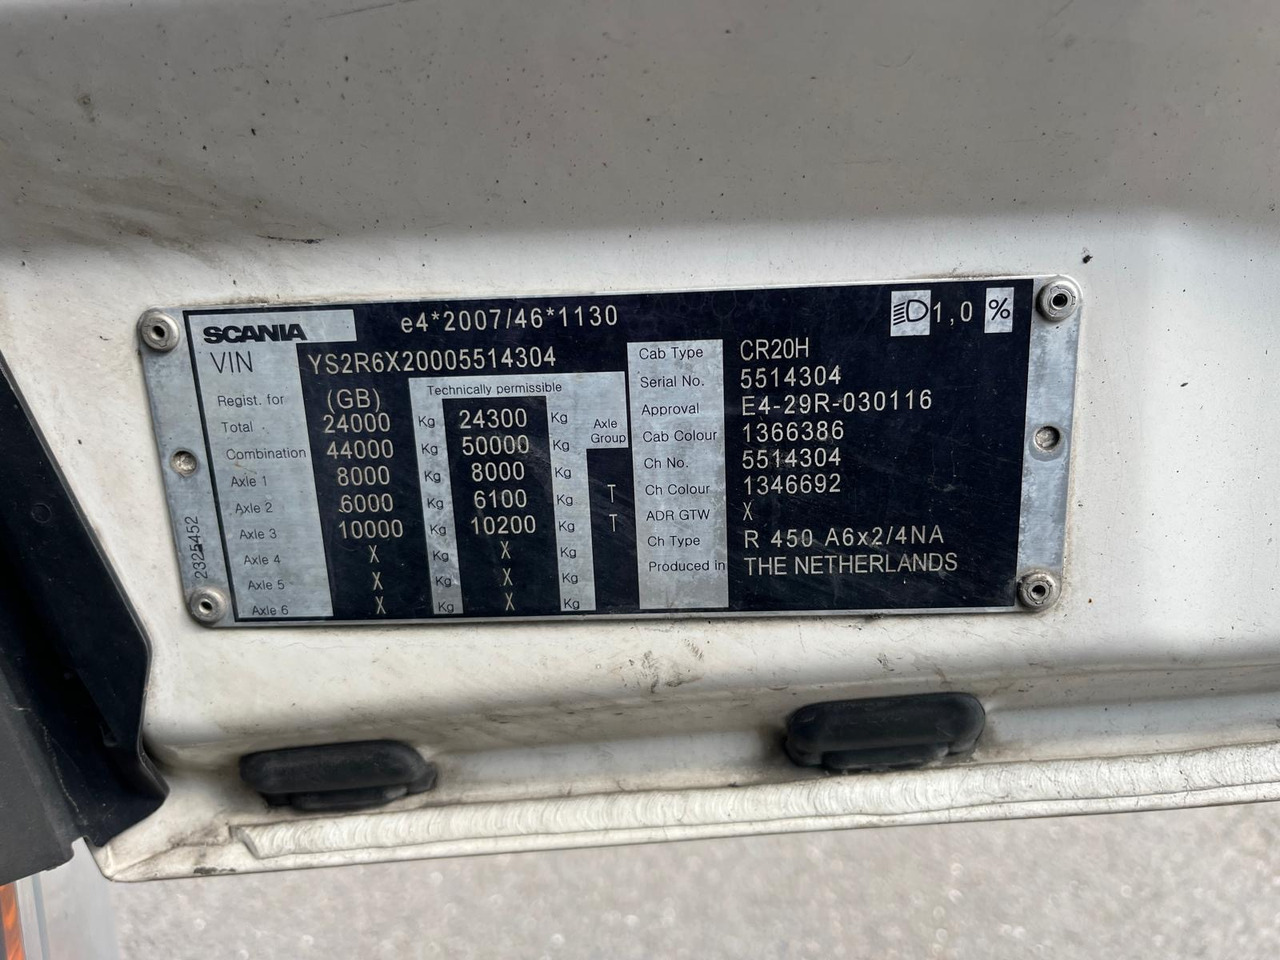 SCANIA e4*2007/46*1130 1,0 %
VIN YS2R6X20005514304
Regist. for (GB) Technically permissible
Total 24000 Kg 24300 Kg Axle Group
Combination 44000 Kg 50000 Kg
Axle 1 8000 Kg 8000 Kg
Axle 2 6000 Kg 6100 Kg T
Axle 3 10000 Kg 10200 Kg T
Axle 4 X Kg X Kg
Axle 5 X Kg X Kg
Axle 6 X Kg X Kg
Cab Type CR20H
Serial No. 5514304
Approval E4-29R-030116
Cab Colour 1366386
Ch No. 5514304
Ch Colour 1346692
ADR GTW X
Ch Type R 450 A6x2/4NA
Produced in THE NETHERLANDS
2325452